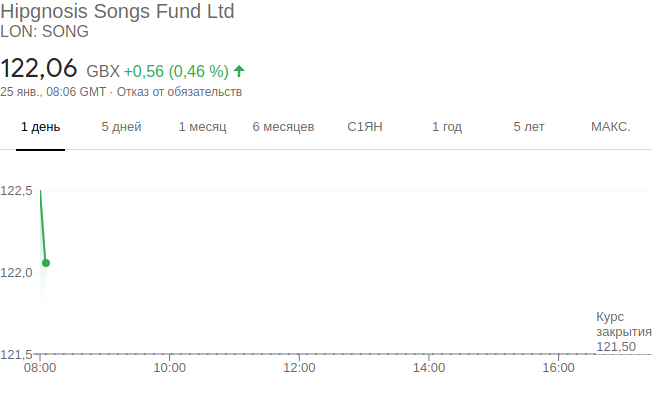 Hipgnosis Songs Fund Ltd
LON: SONG
122,06 GBX +0,56 (0,46 %)
25 янв., 08:06 GMT · Отказ от обязательств
1 день 5 дней 1 месяц 6 месяцев С1ЯН 1 год 5 лет МАКС.
122,5
122,0
Курс
закрытия
121,50
121,5
08:00 10:00 12:00 14:00 16:00